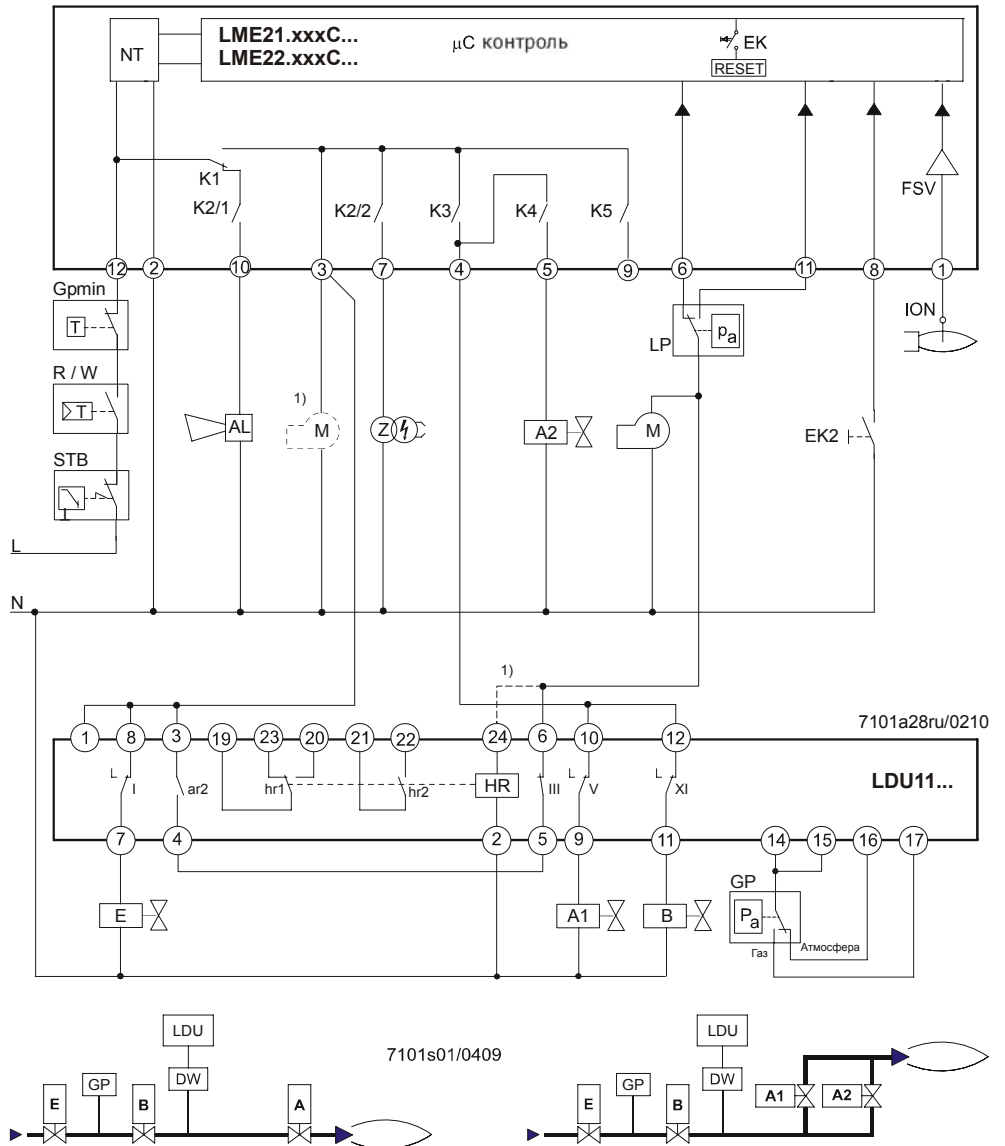 LME21.xxxC...
LME22.xxxC...
μC контроль
NT
EK
RESET
FSV
K1
K2/1
K2/2
K3
K4
K5
12
2
10
3
7
4
5
9
6
11
8
1
Gpmin
T
LP
pa
ION
R / W
T
1)
AL
M
Z
A2
M
EK2
STB
L
N
1)
7101a28ru/0210
1
8
3
19
23
20
21
22
24
6
10
12
L
I
ar2
hr1
hr2
HR
III
L
V
L
XI
LDU11...
7
4
2
5
9
11
14
15
16
17
E
A1
B
GP
Pa
Газ
Атмосфера
LDU
7101s01/0409
LDU
E
GP
B
DW
A
E
GP
B
DW
A1
A2